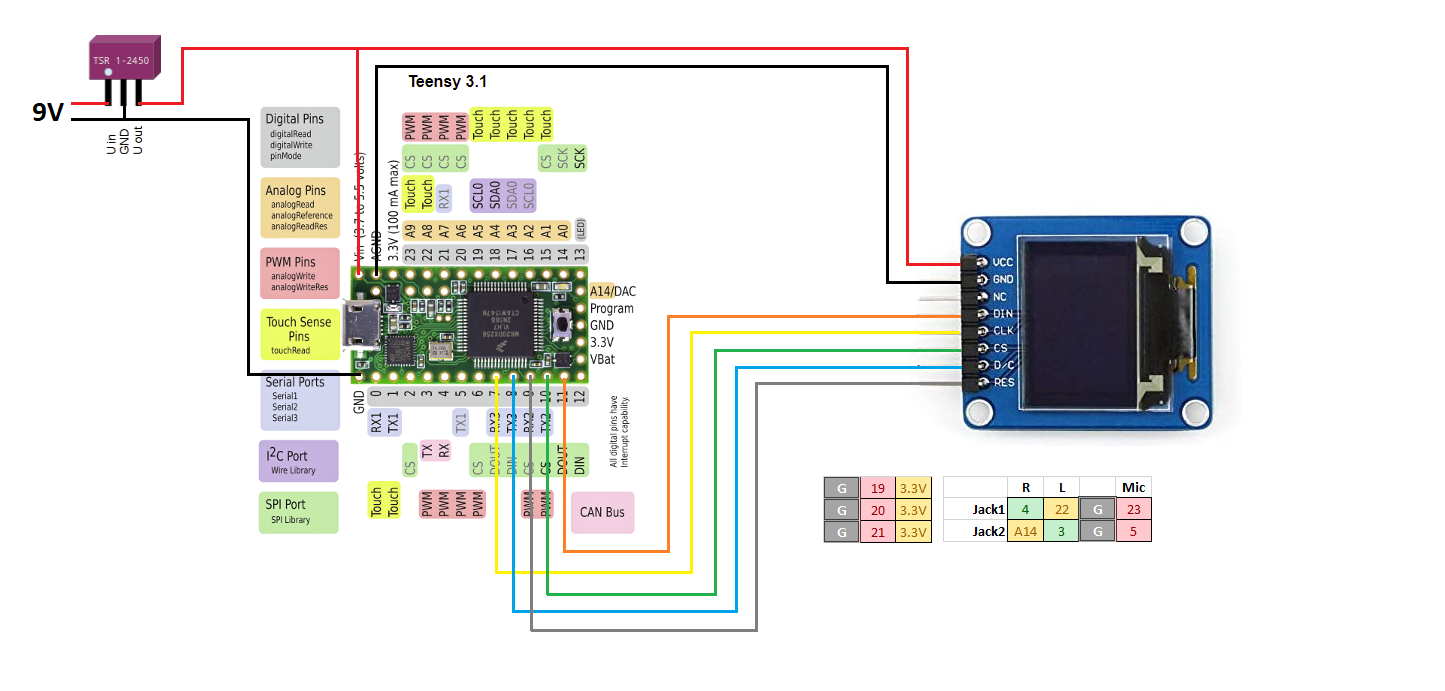 TSR 1-2450
9V
U in
GND
U out
Teensy 3.1
Digital Pins
digitalRead
digitalWrite
pinMode
Analog Pins
analogRead
analogReference
analogReadRes
PWM Pins
analogWrite
analogWriteRes
Touch Sense
Pins
touchRead
Serial Ports
Serial1
Serial2
Serial3
I2C Port
Wire Library
SPI Port
SPI Library
PWM PWM PWM PWM Touch Touch Touch Touch Touch
CS CS CS CS CS SCK SCK
Touch Touch RX1 SCL0 SDA0 SDA0 SCL0
Vin (3.7 to 5.5 volts)
AGND
3.3V (100 mA max)
A9 A8 A7 A6 A5 A4 A3 A2 A1 A0 (LED)
23 22 21 20 19 18 17 16 15 14 13
A14/DAC
Program
GND
3.3V
VBat
GND 0 1 2 3 4 5 6 7 8 9 10 11 12
RX1 TX1 TX1 RX3 TX3 RX2 TX2
CS TX RX CS DOUT DIN CS CS DOUT DIN
Touch Touch PWM PWM PWM PWM PWM PWM
CAN Bus
All digital pins have
Interrupt capability.
VCC
GND
NC
DIN
CLK
CS
D/C
RES
G 19 3.3V
G 20 3.3V
G 21 3.3V
R L Mic
Jack1 4 22 G 23
Jack2 A14 3 G 5